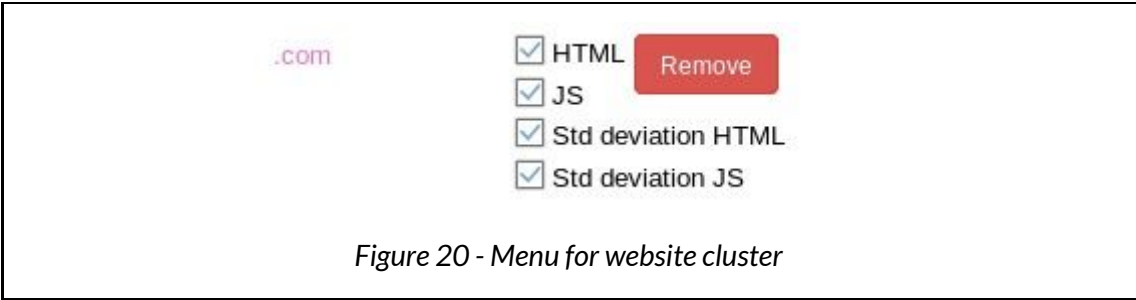 .com
HTML
Remove
JS
Std deviation HTML
Std deviation JS
Figure 20 - Menu for website cluster